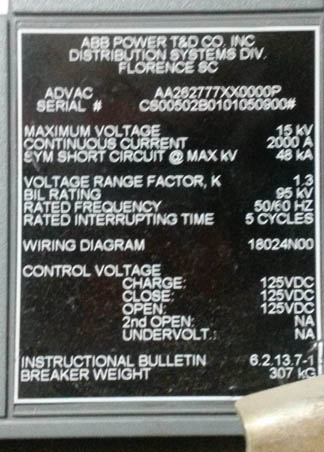 ABB POWER T&D CO. INC
DISTRIBUTION SYSTEMS DIV.
FLORENCE SC
ADVAC AA262777XX0000P
SERIAL # CS00502B0101050900#
MAXIMUM VOLTAGE 15 kV
CONTINUOUS CURRENT 2000 A
SYM SHORT CIRCUIT @ MAX kV 48 kA
VOLTAGE RANGE FACTOR, K 1.3
BIL RATING 95 kV
RATED FREQUENCY 50/60 HZ
RATED INTERRUPTING TIME 5 CYCLES
WIRING DIAGRAM 18024N00
CONTROL VOLTAGE
CHARGE: 125VDC
CLOSE: 125VDC
OPEN: 125VDC
2nd OPEN: NA
UNDERVOLT.: NA
INSTRUCTIONAL BULLETIN 6.2.13.7-1
BREAKER WEIGHT 307 kG